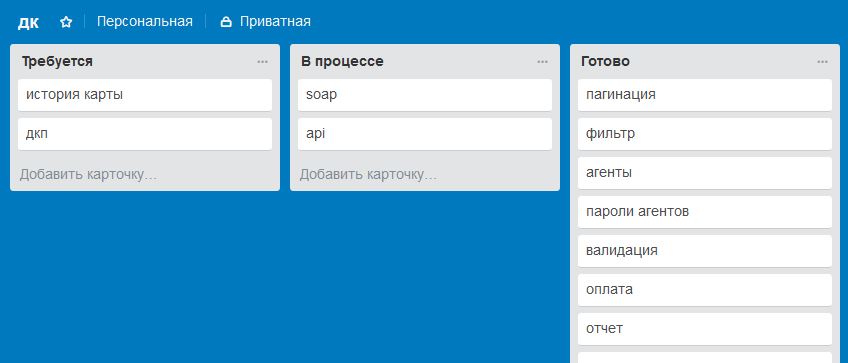 дк Персональная Приватная
Требуется
история карты
дкп
Добавить карточку...
В процессе
soap
api
Добавить карточку...
Готово
пагинация
фильтр
агенты
пароли агентов
валидация
оплата
отчет